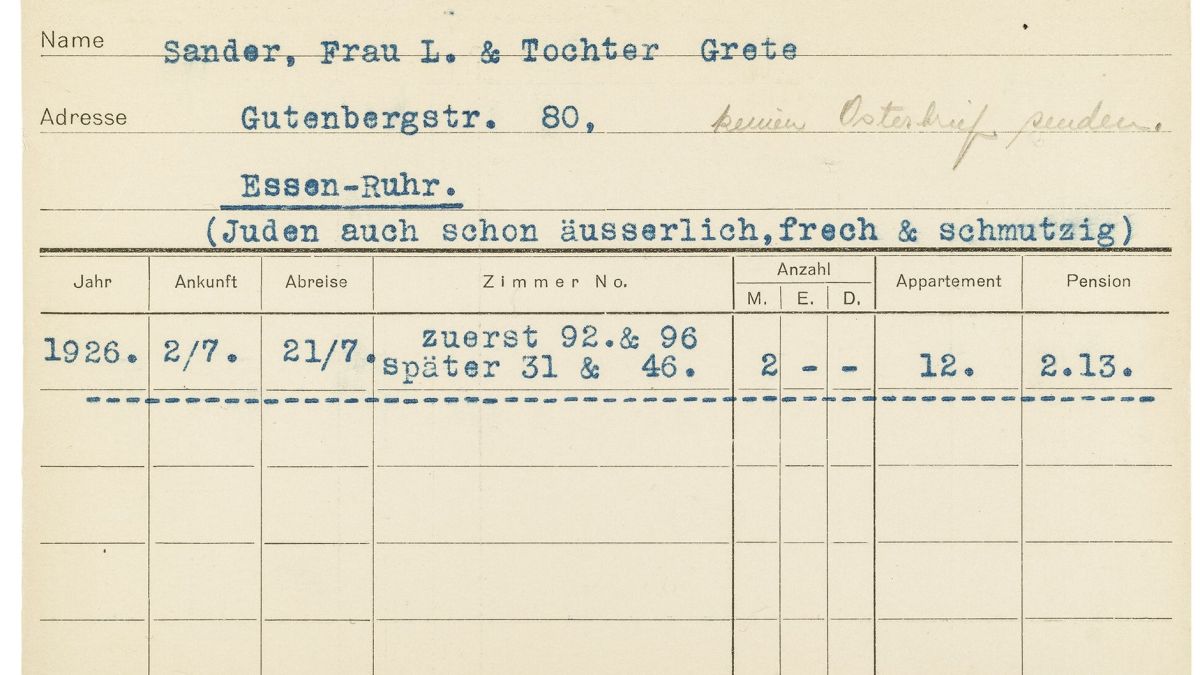 Name Sander, Frau L. & Tochter Grete
Adresse Gutenbergstr. 80, keinen Osterbrief senden.
Essen-Ruhr.
(Juden auch schon äusserlich,frech & schmutzig)
Jahr Ankunft Abreise Zimmer No. Anzahl Appartement Pension
M. E. D.
1926. 2/7. 21/7. zuerst 92.& 96
später 31 & 46. 2 - - 12. 2.13.